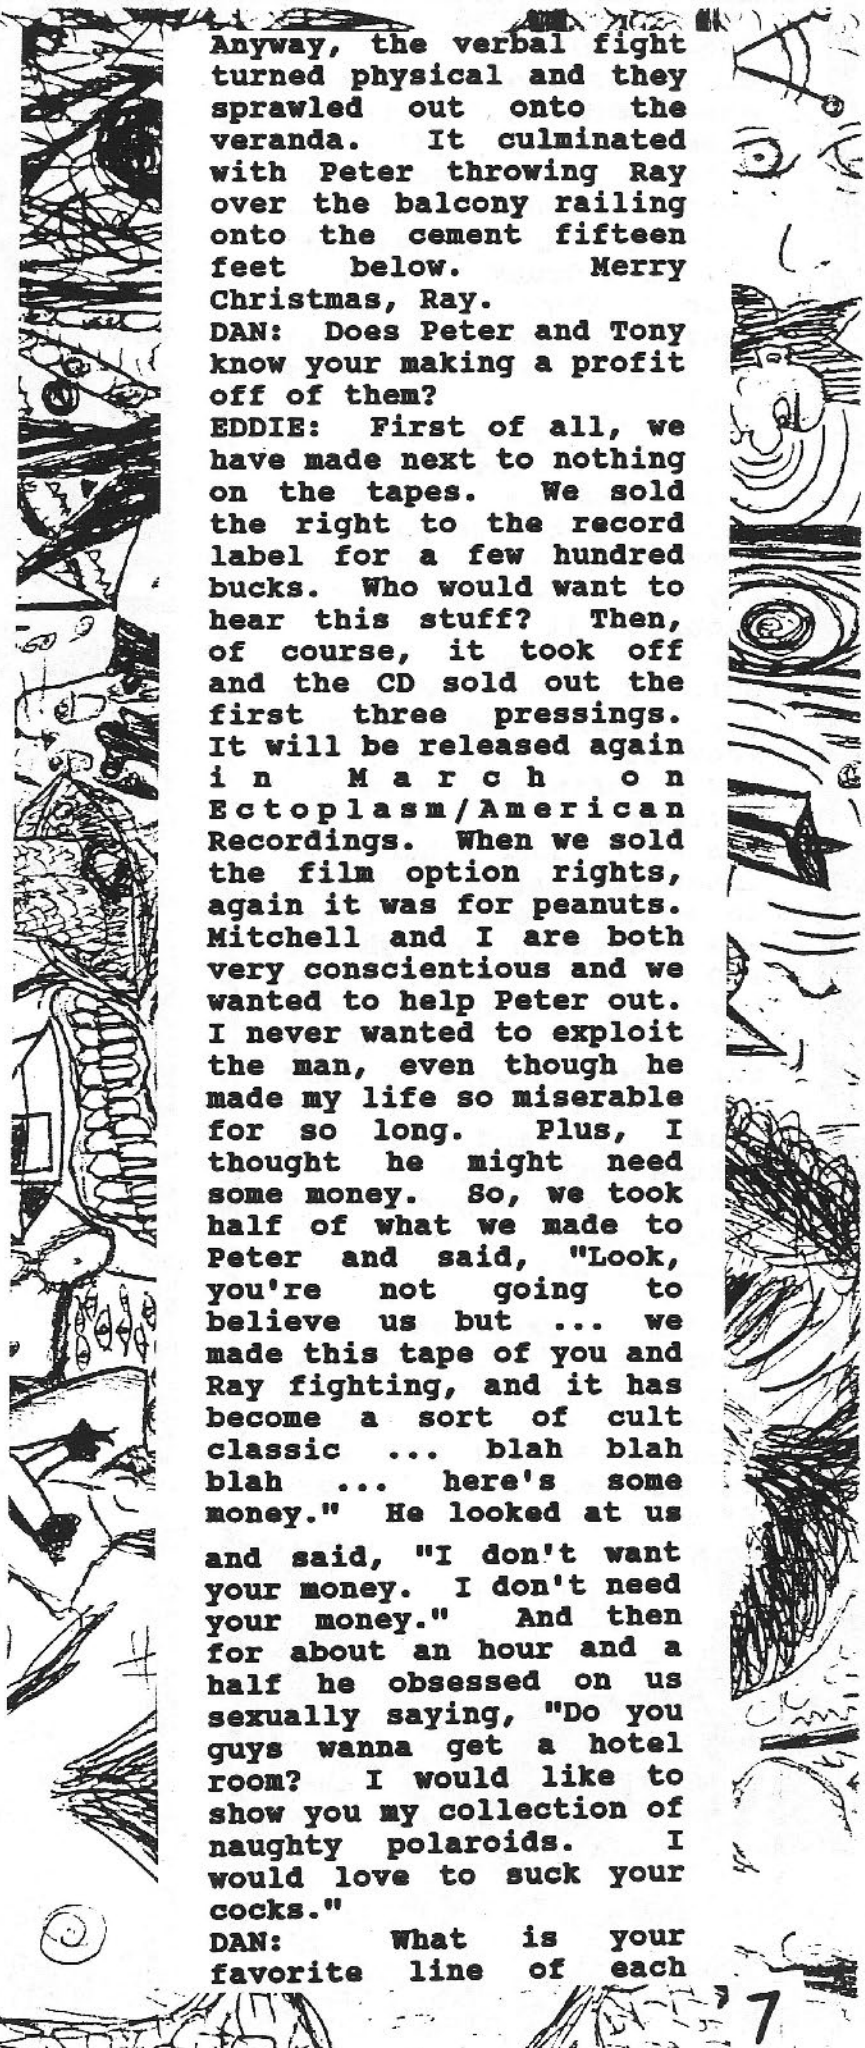 Anyway, the verbal fight
turned physical and they
sprawled out onto the
veranda. It culminated
with Peter throwing Ray
over the balcony railing
onto the cement fifteen
feet below. Merry
Christmas, Ray.
DAN: Does Peter and Tony
know your making a profit
off of them?
EDDIE: First of all, we
have made next to nothing
on the tapes. We sold
the right to the record
label for a few hundred
bucks. Who would want to
hear this stuff? Then,
of course, it took off
and the CD sold out the
first three pressings.
It will be released again
in March on
Ectoplasm/American
Recordings. When we sold
the film option rights,
again it was for peanuts.
Mitchell and I are both
very conscientious and we
wanted to help Peter out.
I never wanted to exploit
the man, even though he
made my life so miserable
for so long. Plus, I
thought he might need
some money. So, we took
half of what we made to
Peter and said, "Look,
you're not going to
believe us but ... we
made this tape of you and
Ray fighting, and it has
become a sort of cult
classic ... blah blah
blah ... here's some
money." He looked at us
and said, "I don't want
your money. I don't need
your money." And then
for about an hour and a
half he obsessed on us
sexually saying, "Do you
guys wanna get a hotel
room? I would like to
show you my collection of
naughty polaroids. I
would love to suck your
cocks."
DAN: What is your
favorite line of each
7